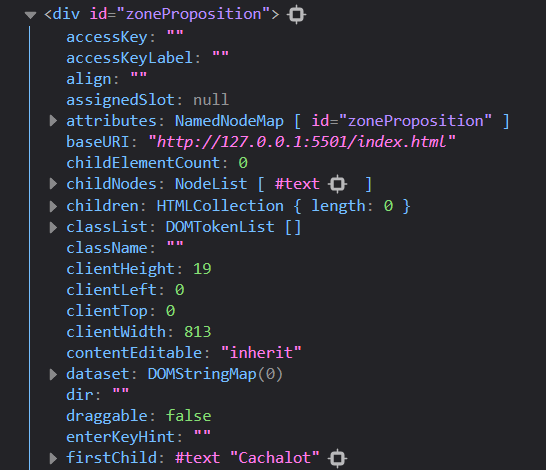 <div id="zoneProposition">
accessKey: ""
accessKeyLabel: ""
align: ""
assignedSlot: null
attributes: NamedNodeMap [ id="zoneProposition" ]
baseURI: "http://127.0.0.1:5501/index.html"
childElementCount: 0
childNodes: NodeList [ #text ]
children: HTMLCollection { length: 0 }
classList: DOMTokenList []
className: ""
clientHeight: 19
clientLeft: 0
clientTop: 0
clientWidth: 813
contentEditable: "inherit"
dataset: DOMStringMap(0)
dir: ""
draggable: false
enterKeyHint: ""
firstChild: #text "Cachalot"